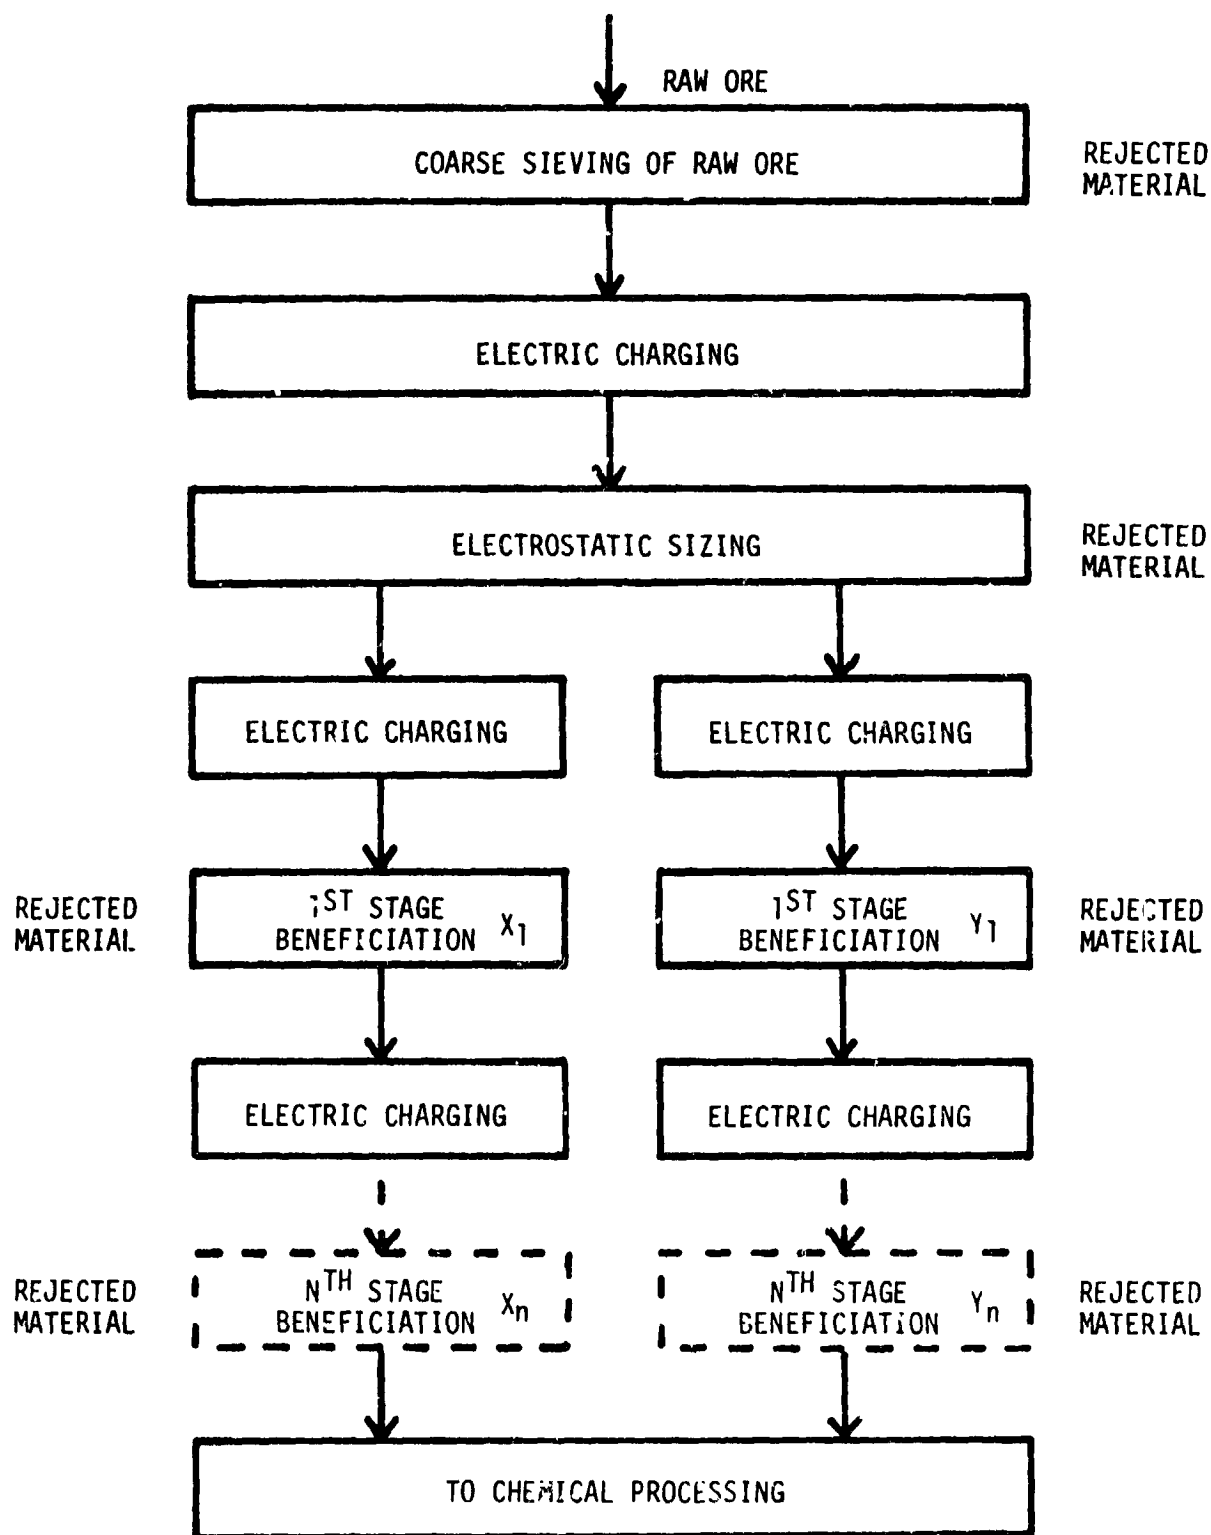 RAW ORE
COARSE SIEVING OF RAW ORE
REJECTED
MATERIAL
ELECTRIC CHARGING
ELECTROSTATIC SIZING
REJECTED
MATERIAL
ELECTRIC CHARGING
ELECTRIC CHARGING
REJECTED
MATERIAL
1ST STAGE
BENEFICIATION X1
1ST STAGE
BENEFICIATION Y1
REJECTED
MATERIAL
ELECTRIC CHARGING
ELECTRIC CHARGING
REJECTED
MATERIAL
NTH STAGE
BENEFICIATION Xn
NTH STAGE
BENEFICIATION Yn
REJECTED
MATERIAL
TO CHEMICAL PROCESSING